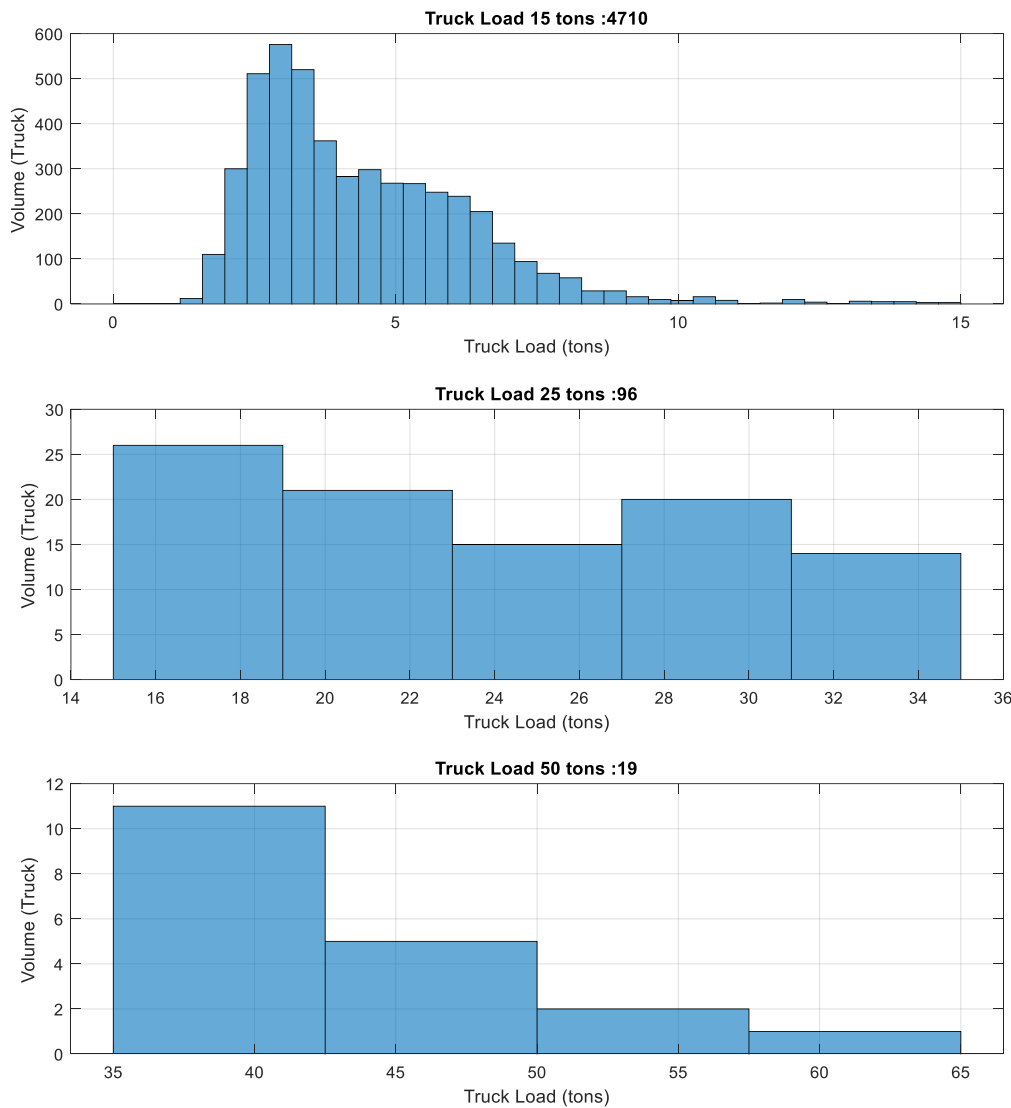 Truck Load 15 tons :4710
600
500
400
300
200
100
0
Volume (Truck)
0 5 10 15
Truck Load (tons)
Truck Load 25 tons :96
30
25
20
15
10
5
0
Volume (Truck)
14 16 18 20 22 24 26 28 30 32 34 36
Truck Load (tons)
Truck Load 50 tons :19
12
10
8
6
4
2
0
Volume (Truck)
35 40 45 50 55 60 65
Truck Load (tons)